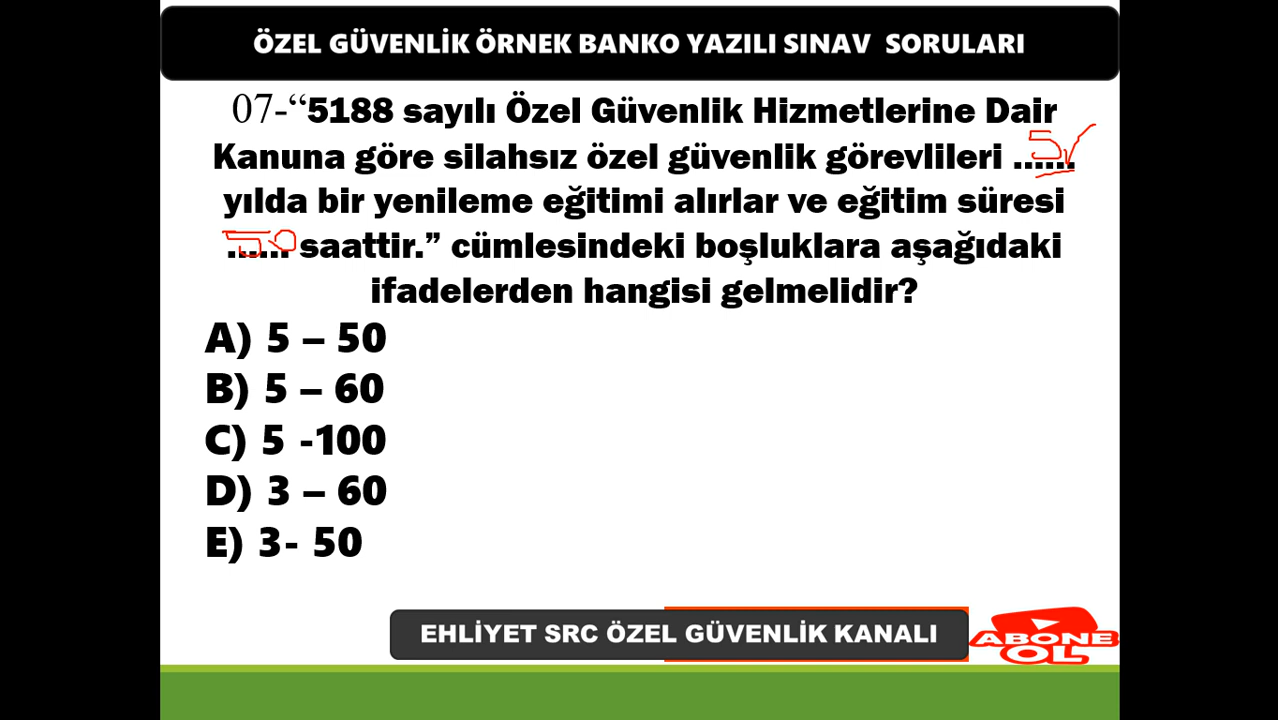 ÖZEL GÜVENLİK ÖRNEK BANKO YAZILI SINAV SORULARI
07-“5188 sayılı Özel Güvenlik Hizmetlerine Dair
Kanuna göre silahsız özel güvenlik görevlileri ...... 5
yılda bir yenileme eğitimi alırlar ve eğitim süresi
...... 50 saattir.” cümlesindeki boşluklara aşağıdaki
ifadelerden hangisi gelmelidir?
A) 5 – 50
B) 5 – 60
C) 5 -100
D) 3 – 60
E) 3- 50
EHLİYET SRC ÖZEL GÜVENLİK KANALI
ABONE
OL